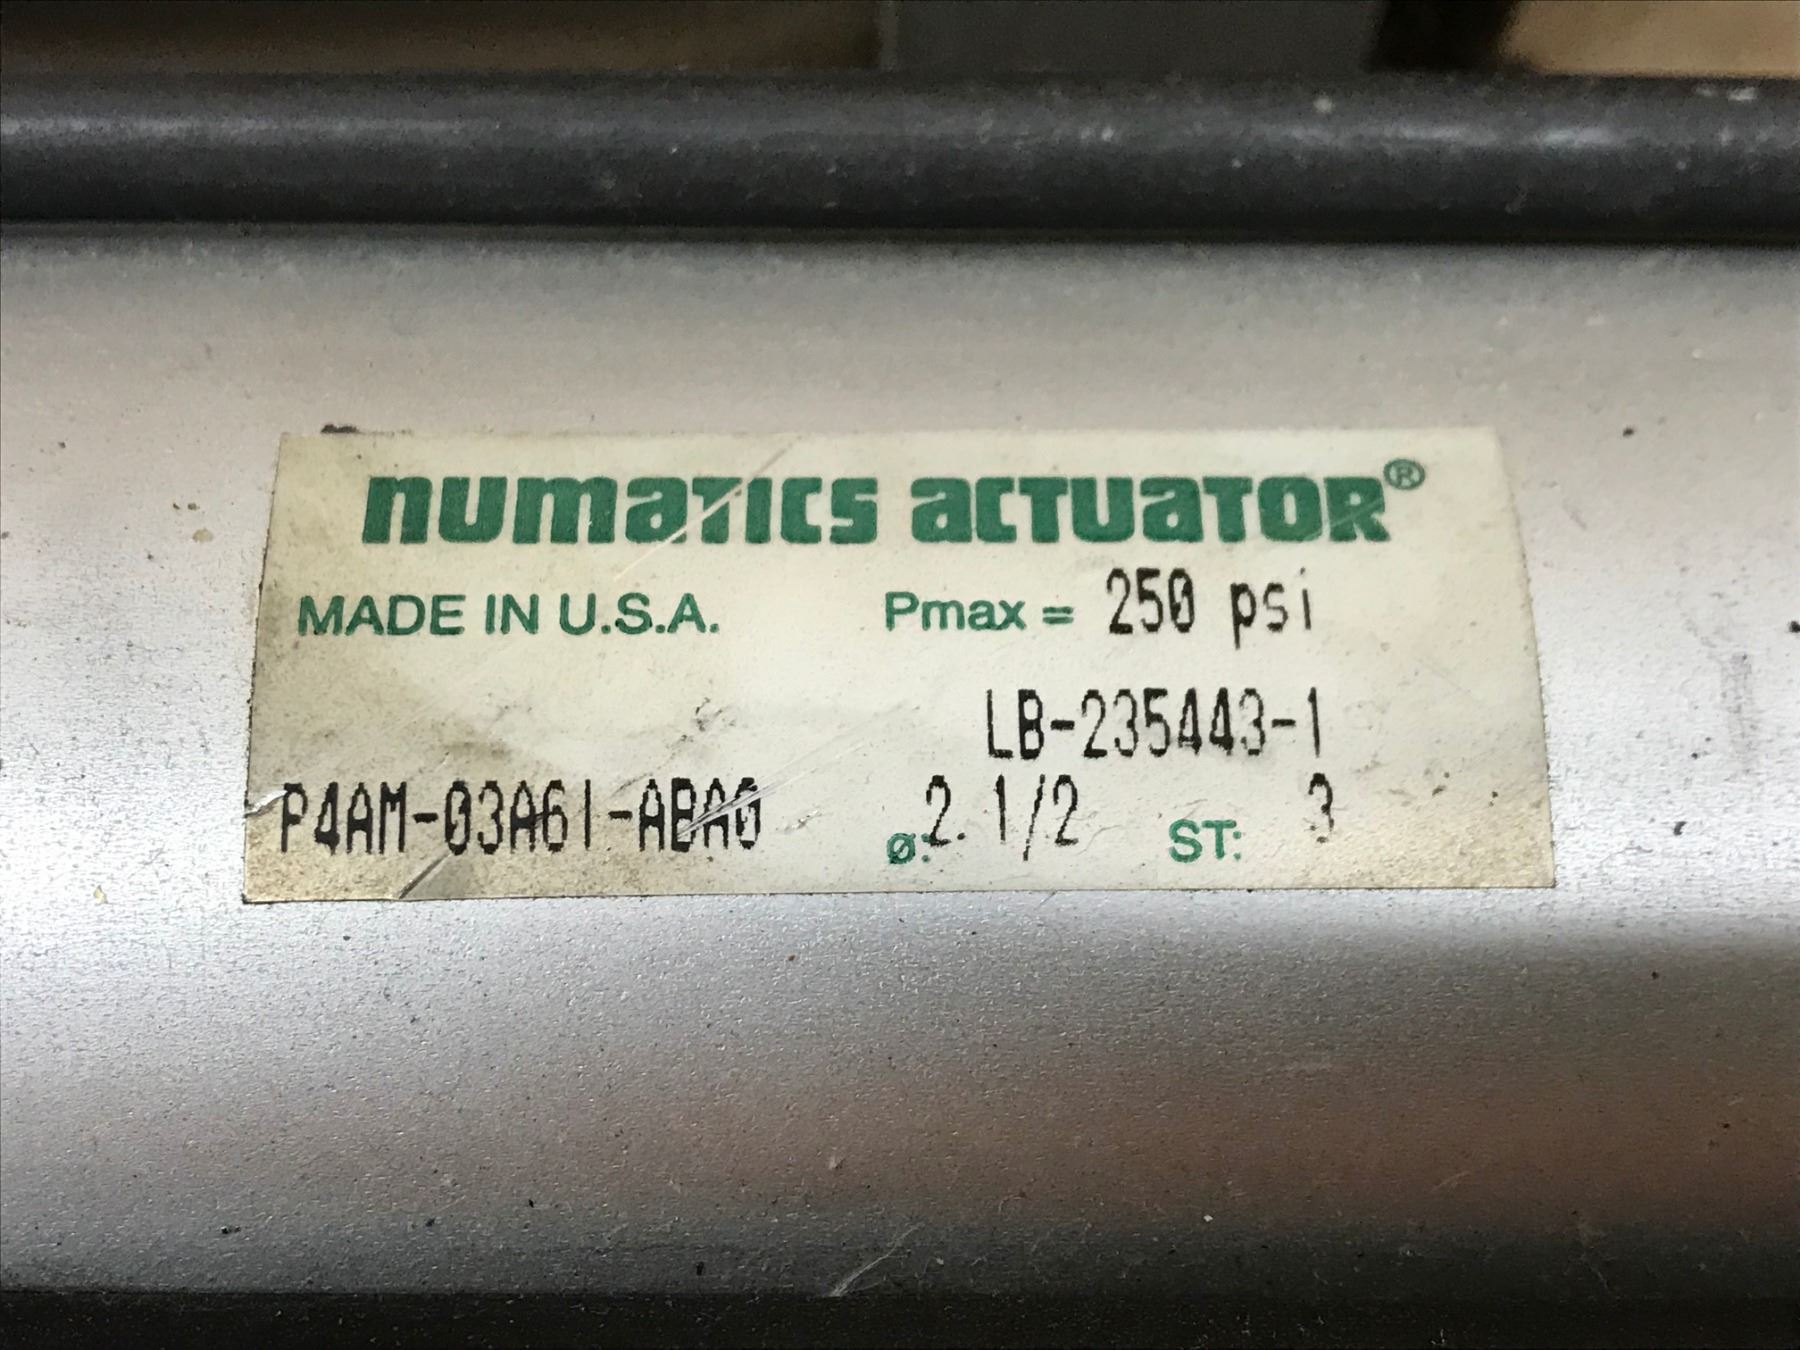 numatics actuator®
MADE IN U.S.A. Pmax = 250 psi
LB-235443-1
P4AM-03A61-ABA0 ø: 2. 1/2 ST: 3